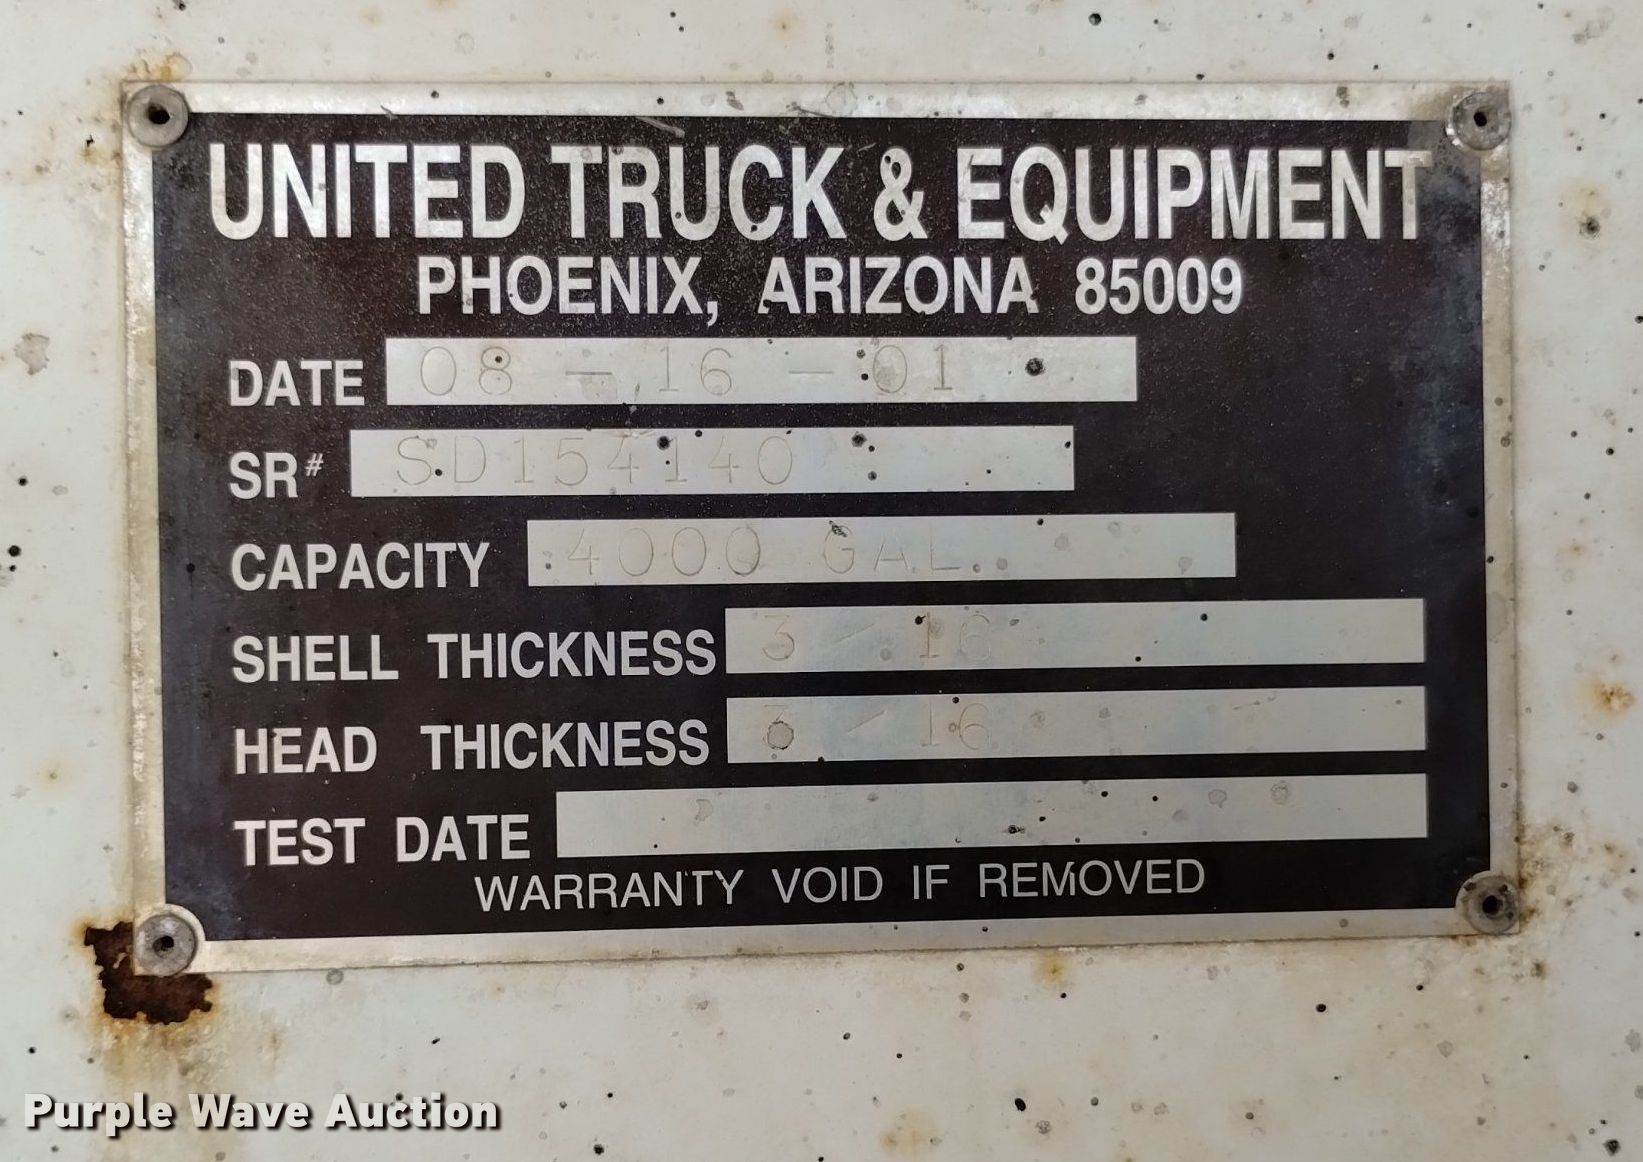 UNITED TRUCK & EQUIPMENT
PHOENIX, ARIZONA 85009
DATE 08-16-01
SR# SD154140
CAPACITY 4000 GAL.
SHELL THICKNESS 3/16
HEAD THICKNESS 3/16
TEST DATE
WARRANTY VOID IF REMOVED
Purple Wave Auction